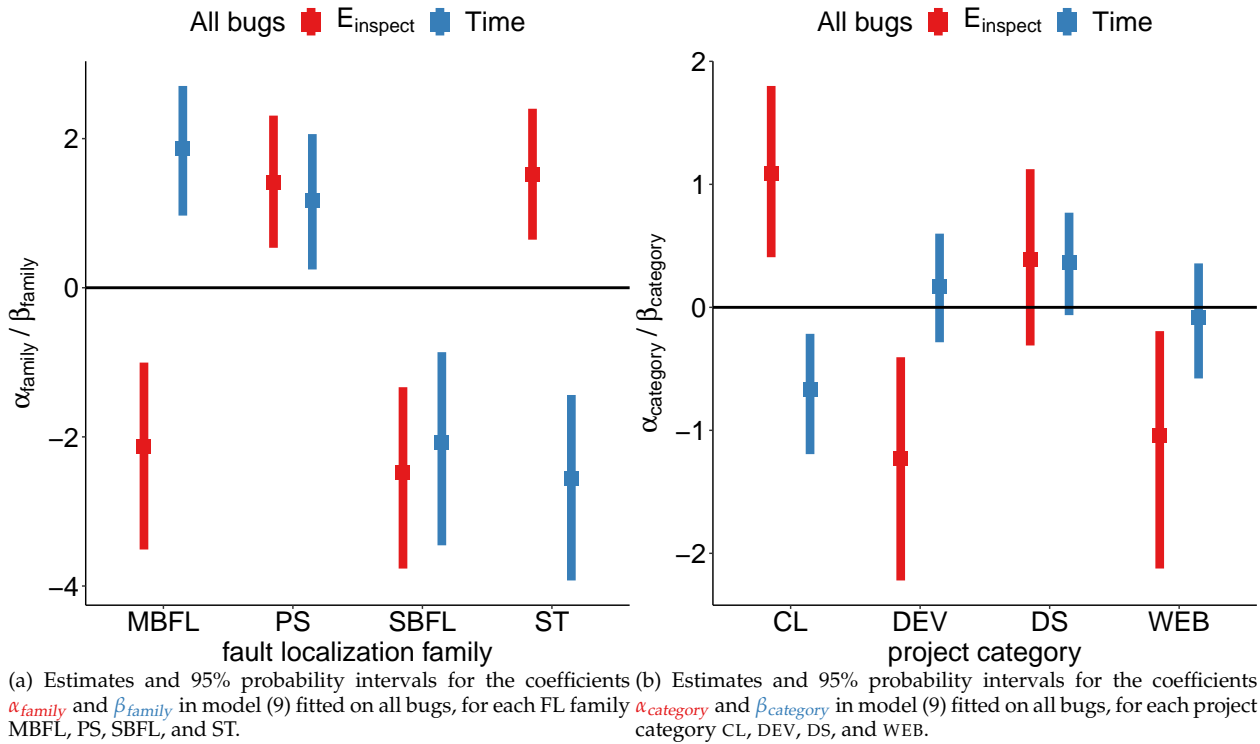 All bugs E_inspect Time
2
0
−2
−4
α_family / β_family
MBFL PS SBFL ST
fault localization family
(a) Estimates and 95% probability intervals for the coefficients
α_family and β_family in model (9) fitted on all bugs, for each FL family
MBFL, PS, SBFL, and ST.
All bugs E_inspect Time
2
1
0
−1
−2
α_category / β_category
CL DEV DS WEB
project category
(b) Estimates and 95% probability intervals for the coefficients
α_category and β_category in model (9) fitted on all bugs, for each project
category CL, DEV, DS, and WEB.